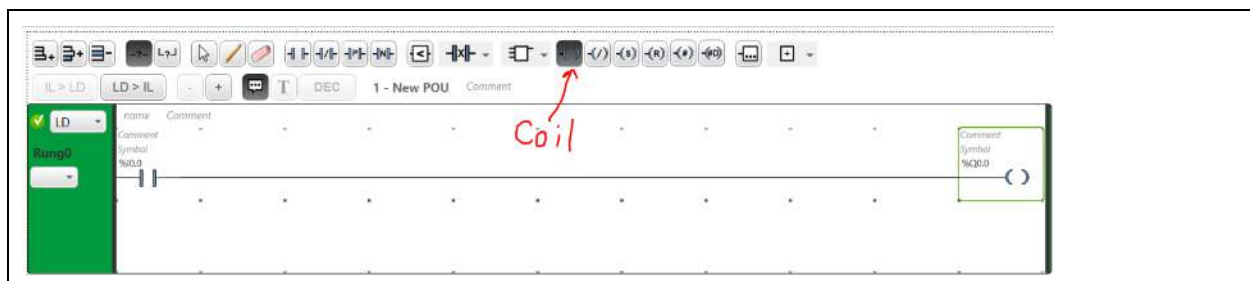 IL > LD LD > IL - + T DEC 1 - New POU Comment
Coil
LD name Comment
Comment
Symbol
%I0.0
Rung0
Comment
Symbol
%Q0.0